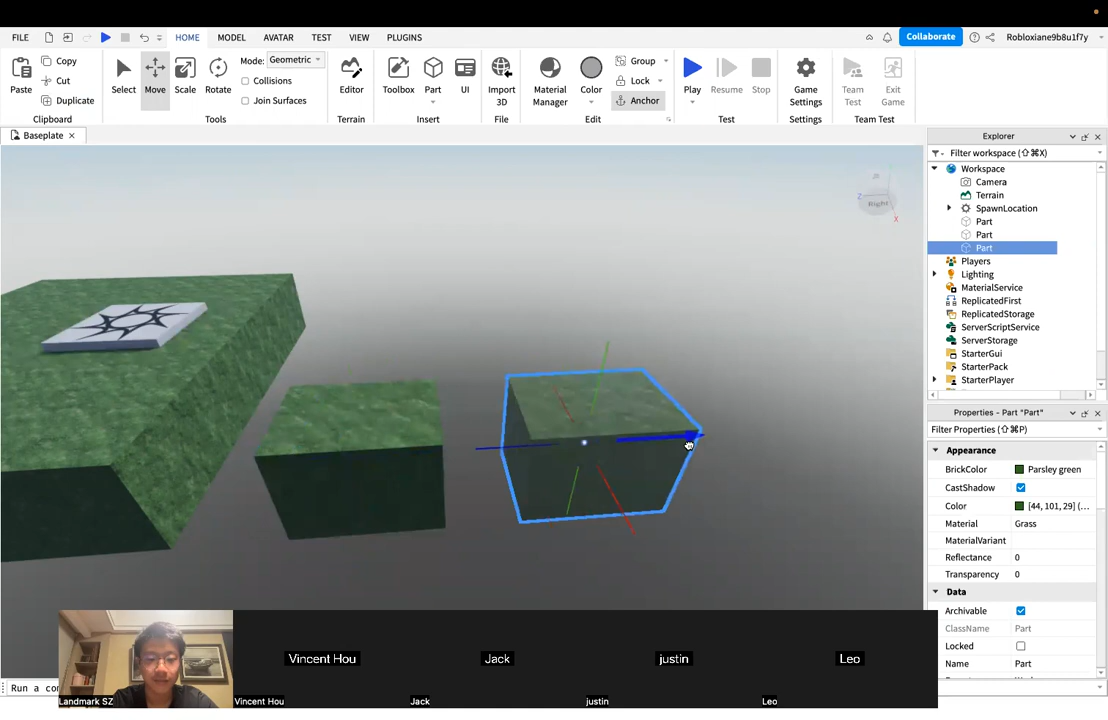 FILE HOME MODEL AVATAR TEST VIEW PLUGINS Collaborate Robloxiane9b8u1f7y
Paste Copy Cut Duplicate Clipboard
Select Move Scale Rotate Mode: Geometric Collisions Join Surfaces Tools
Editor Terrain
Toolbox Part UI Insert
Import 3D File
Material Manager Color Group Lock Anchor Edit
Play Resume Stop Test
Game Settings Settings
Team Test Exit Game Team Test
Baseplate
Right
Z
X
Explorer
Filter workspace (⇧⌘X)
Workspace
Camera
Terrain
SpawnLocation
Part
Part
Part
Players
Lighting
MaterialService
ReplicatedFirst
ReplicatedStorage
ServerScriptService
ServerStorage
StarterGui
StarterPack
StarterPlayer
Properties - Part "Part"
Filter Properties (⇧⌘P)
Appearance
BrickColor Parsley green
CastShadow
Color [44, 101, 29] (...
Material Grass
MaterialVariant
Reflectance 0
Transparency 0
Data
Archivable
ClassName Part
Locked
Name Part
Run a co
Vincent Hou Jack justin Leo
Landmark SZ Vincent Hou Jack justin Leo